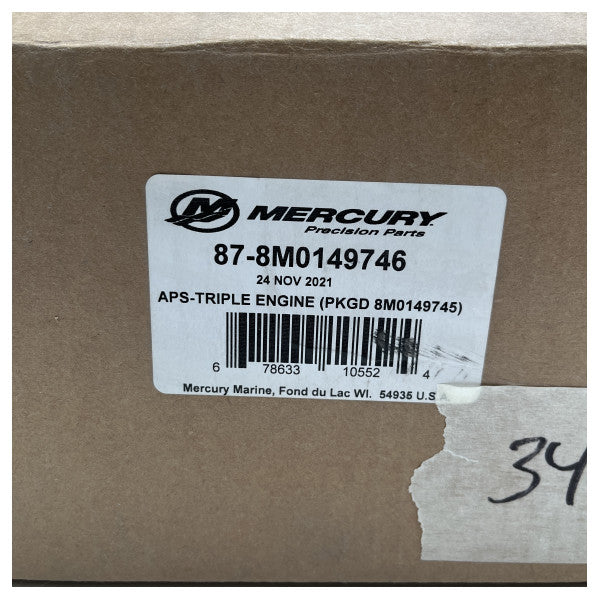 MERCURY
Precision Parts
87-8M0149746
24 NOV 2021
APS-TRIPLE ENGINE (PKGD 8M0149745)
6 78633 10552 4
Mercury Marine, Fond du Lac WI. 54935 U.S.A
34